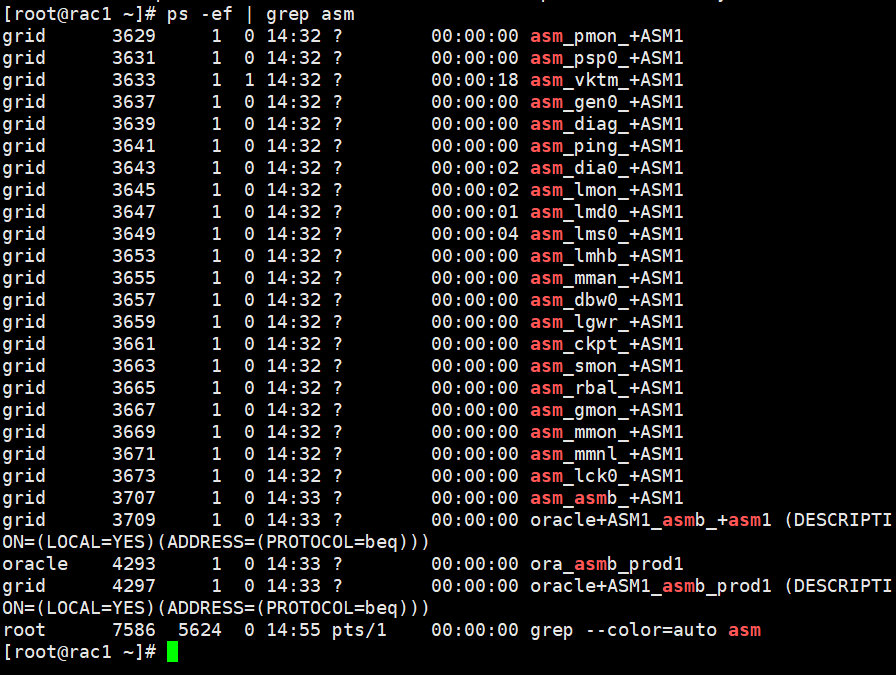 [root@rac1 ~]# ps -ef | grep asm
grid      3629     1  0 14:32 ?        00:00:00 asm_pmon_+ASM1
grid      3631     1  0 14:32 ?        00:00:00 asm_psp0_+ASM1
grid      3633     1  1 14:32 ?        00:00:18 asm_vktm_+ASM1
grid      3637     1  0 14:32 ?        00:00:00 asm_gen0_+ASM1
grid      3639     1  0 14:32 ?        00:00:00 asm_diag_+ASM1
grid      3641     1  0 14:32 ?        00:00:00 asm_ping_+ASM1
grid      3643     1  0 14:32 ?        00:00:02 asm_dia0_+ASM1
grid      3645     1  0 14:32 ?        00:00:02 asm_lmon_+ASM1
grid      3647     1  0 14:32 ?        00:00:01 asm_lmd0_+ASM1
grid      3649     1  0 14:32 ?        00:00:04 asm_lms0_+ASM1
grid      3653     1  0 14:32 ?        00:00:00 asm_lmhb_+ASM1
grid      3655     1  0 14:32 ?        00:00:00 asm_mman_+ASM1
grid      3657     1  0 14:32 ?        00:00:00 asm_dbw0_+ASM1
grid      3659     1  0 14:32 ?        00:00:00 asm_lgwr_+ASM1
grid      3661     1  0 14:32 ?        00:00:00 asm_ckpt_+ASM1
grid      3663     1  0 14:32 ?        00:00:00 asm_smon_+ASM1
grid      3665     1  0 14:32 ?        00:00:00 asm_rbal_+ASM1
grid      3667     1  0 14:32 ?        00:00:00 asm_gmon_+ASM1
grid      3669     1  0 14:32 ?        00:00:00 asm_mmon_+ASM1
grid      3671     1  0 14:32 ?        00:00:00 asm_mmnl_+ASM1
grid      3673     1  0 14:32 ?        00:00:00 asm_lck0_+ASM1
grid      3707     1  0 14:33 ?        00:00:00 asm_asmb_+ASM1
grid      3709     1  0 14:33 ?        00:00:00 oracle+ASM1_asmb_+asm1 (DESCRIPTI
ON=(LOCAL=YES)(ADDRESS=(PROTOCOL=beq)))
oracle    4293     1  0 14:33 ?        00:00:00 ora_asmb_prod1
grid      4297     1  0 14:33 ?        00:00:00 oracle+ASM1_asmb_prod1 (DESCRIPTI
ON=(LOCAL=YES)(ADDRESS=(PROTOCOL=beq)))
root      7586  5624  0 14:55 pts/1    00:00:00 grep --color=auto asm
[root@rac1 ~]#